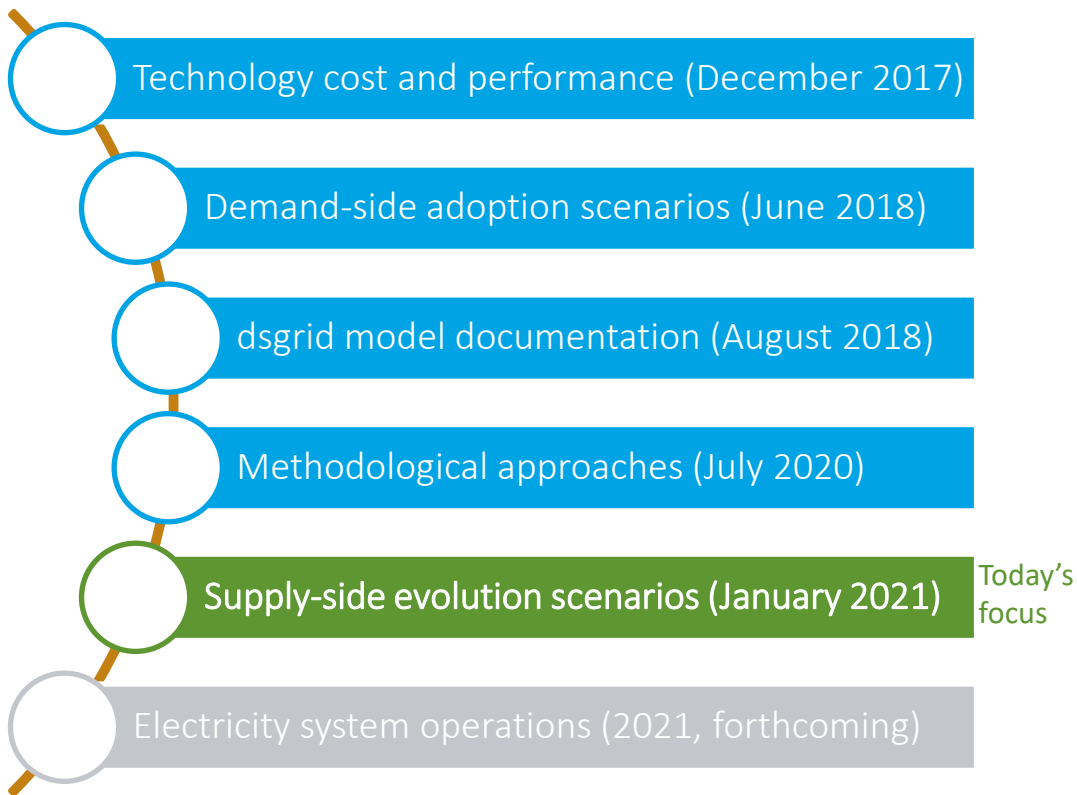 Technology cost and performance (December 2017)
Demand-side adoption scenarios (June 2018)
dsgrid model documentation (August 2018)
Methodological approaches (July 2020)
Supply-side evolution scenarios (January 2021)
Today’s
focus
Electricity system operations (2021, forthcoming)